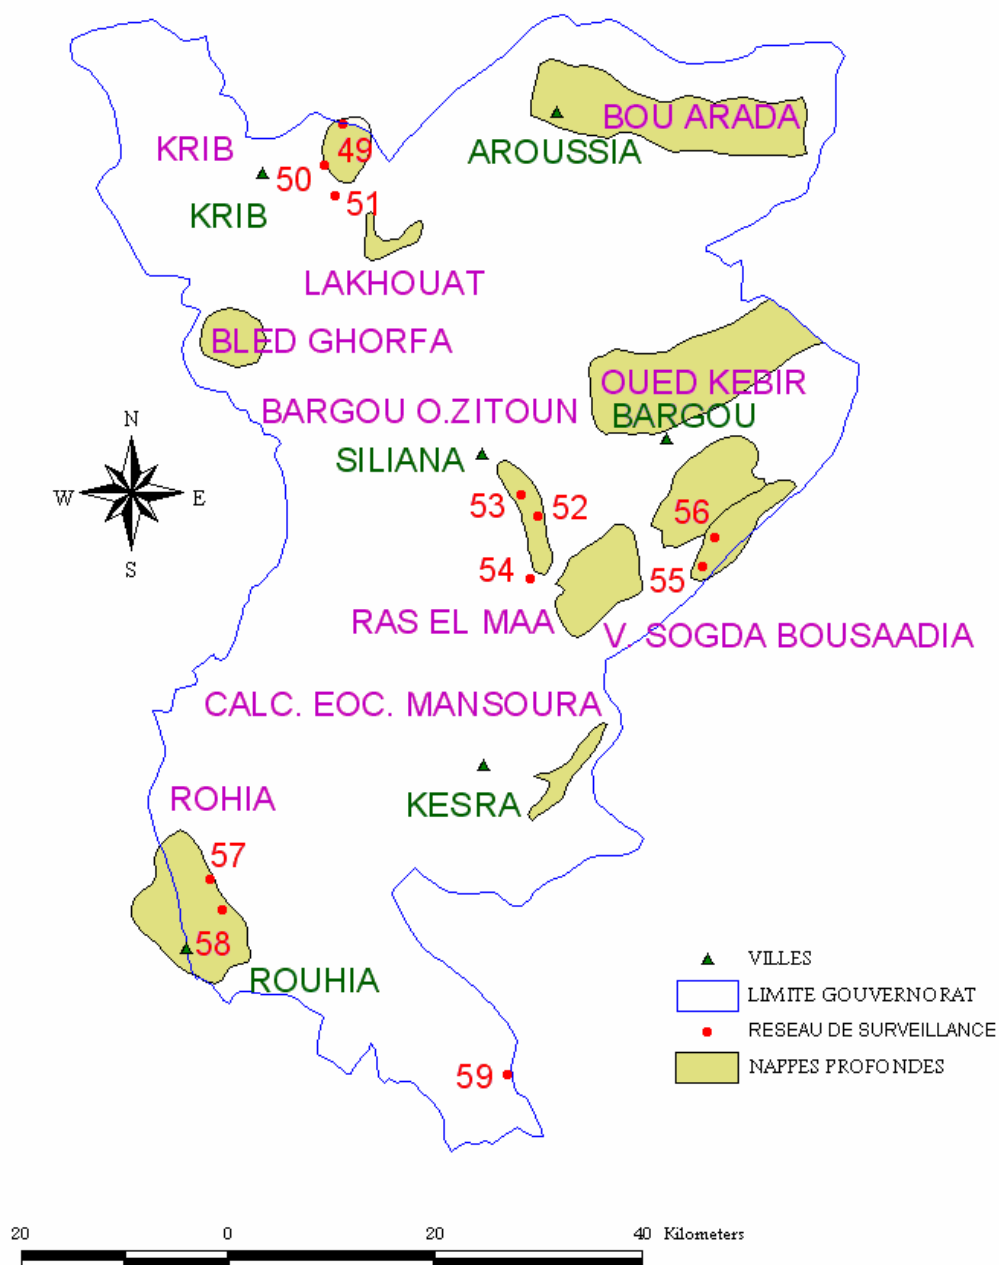 BOU ARADA
KRIB
49
AROUSSIA
50
51
KRIB
LAKHOUAT
BLED GHORFA
OUED KEBIR
BARGOU O.ZITOUN
BARGOU
N
SILIANA
W
E
53
52
56
S
54
55
RAS EL MAA
V. SOGDA BOUSAADIA
CALC. EOC. MANSOURA
ROHIA
KESRA
57
58
ROUHIA
VILLES
LIMITE GOUVERNORAT
RESEAU DE SURVEILLANCE
NAPPES PROFONDES
59
20 0 20 40 Kilometers